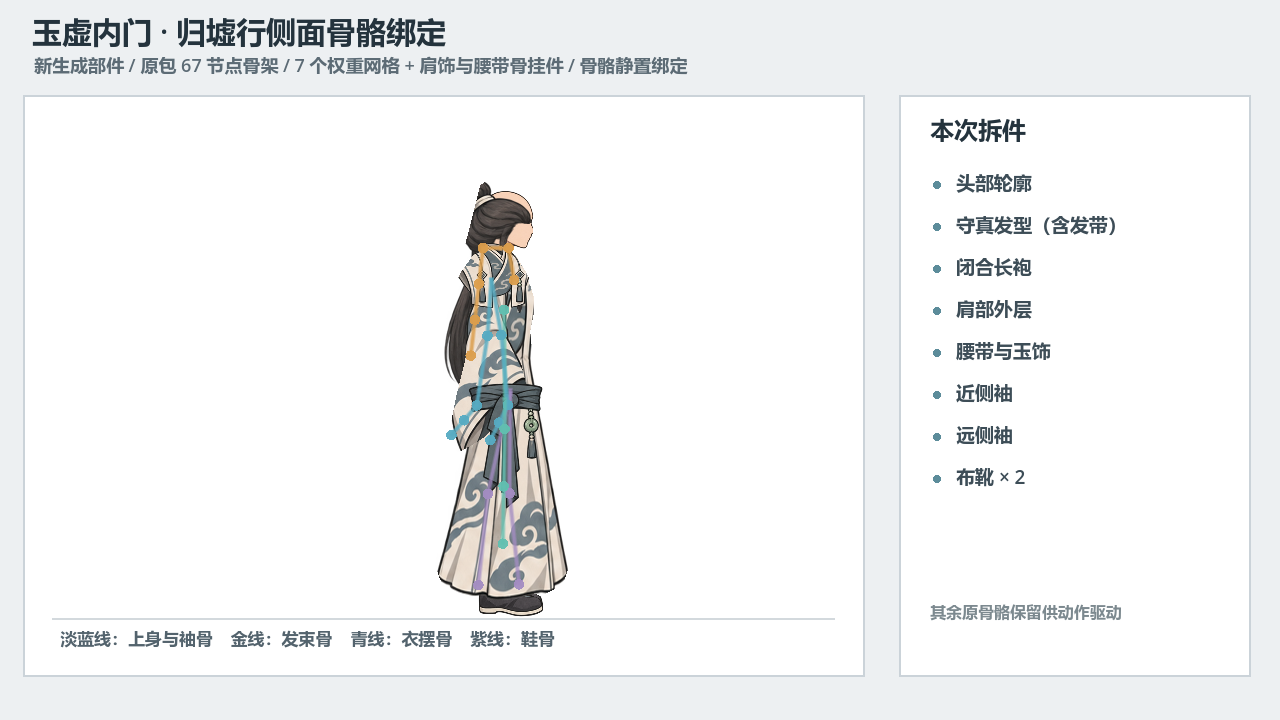 玉虚内门 · 归墟行侧面骨骼绑定
新生成部件 / 原包 67 节点骨架 / 7 个权重网格 + 肩饰与腰带骨挂件 / 骨骼静置绑定
本次拆件
头部轮廓
守真发型（含发带）
闭合长袍
肩部外层
腰带与玉饰
近侧袖
远侧袖
布靴 × 2
其余原骨骼保留供动作驱动
淡蓝线：上身与袖骨 金线：发束骨 青线：衣摆骨 紫线：鞋骨